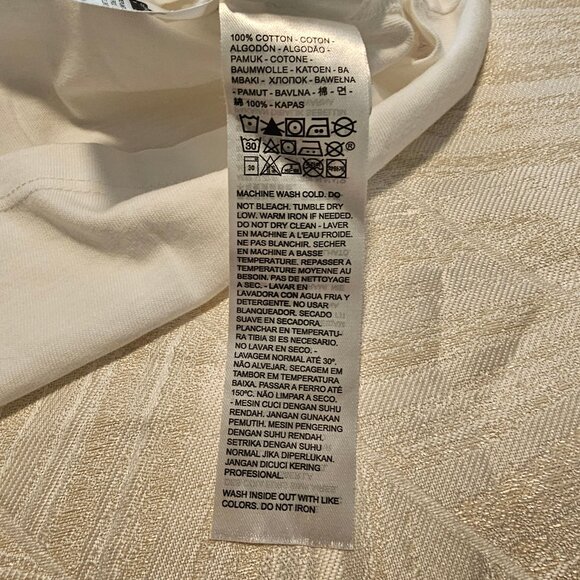 100% COTTON - COTON -
ALGODÓN - ALGODÃO -
PAMUK - COTONE -
BAUMWOLLE - KATOEN - BA
MBAKI - ХЛОПОК - BAWEŁNA
- PAMUT - BAVLNA - 棉 - 면 -
綿 100% - KAPAS
30
30
MACHINE WASH COLD. DO
NOT BLEACH. TUMBLE DRY
LOW. WARM IRON IF NEEDED.
DO NOT DRY CLEAN - LAVER
EN MACHINE A L'EAU FROIDE.
NE PAS BLANCHIR. SECHER
EN MACHINE A BASSE
TEMPERATURE. REPASSER A
TEMPERATURE MOYENNE AU
BESOIN. PAS DE NETTOYAGE
A SEC. - LAVAR EN
LAVADORA CON AGUA FRIA Y
DETERGENTE. NO USAR
BLANQUEADOR. SECADO
SUAVE EN SECADORA.
PLANCHAR EN TEMPERATU-
RA TIBIA SI ES NECESARIO.
NO LAVAR EN SECO. -
LAVAGEM NORMAL ATÉ 30º.
NÃO ALVEJAR. SECAGEM EM
TAMBOR EM TEMPERATURA
BAIXA. PASSAR A FERRO ATÉ
150ºC. NÃO LIMPAR A SECO.
- MESIN CUCI DENGAN SUHU
RENDAH. JANGAN GUNAKAN
PEMUTIH. MESIN PENGERING
DENGAN SUHU RENDAH.
SETRIKA DENGAN SUHU
NORMAL JIKA DIPERLUKAN.
JANGAN DICUCI KERING
PROFESIONAL.
WASH INSIDE OUT WITH LIKE
COLORS. DO NOT IRON